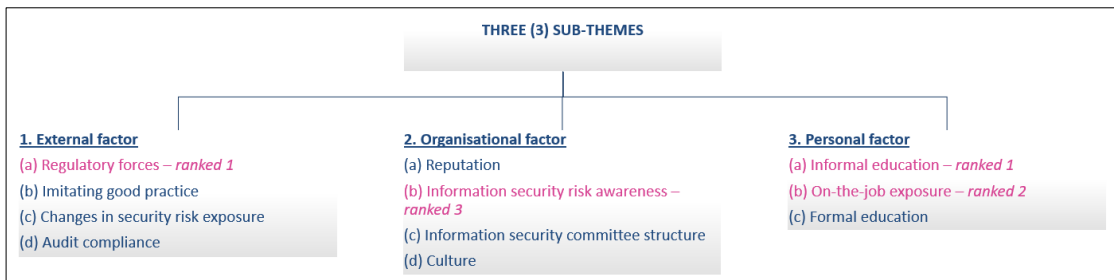 THREE (3) SUB-THEMES
1. External factor
(a) Regulatory forces – ranked 1
(b) Imitating good practice
(c) Changes in security risk exposure
(d) Audit compliance
2. Organisational factor
(a) Reputation
(b) Information security risk awareness –
ranked 3
(c) Information security committee structure
(d) Culture
3. Personal factor
(a) Informal education – ranked 1
(b) On-the-job exposure – ranked 2
(c) Formal education